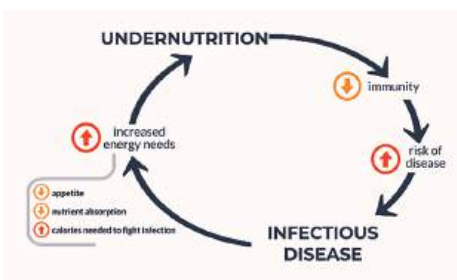 UNDERNUTRITION
immunity
risk of
disease
INFECTIOUS
DISEASE
increased
energy needs
appetite
nutrient absorption
calories needed to fight infection